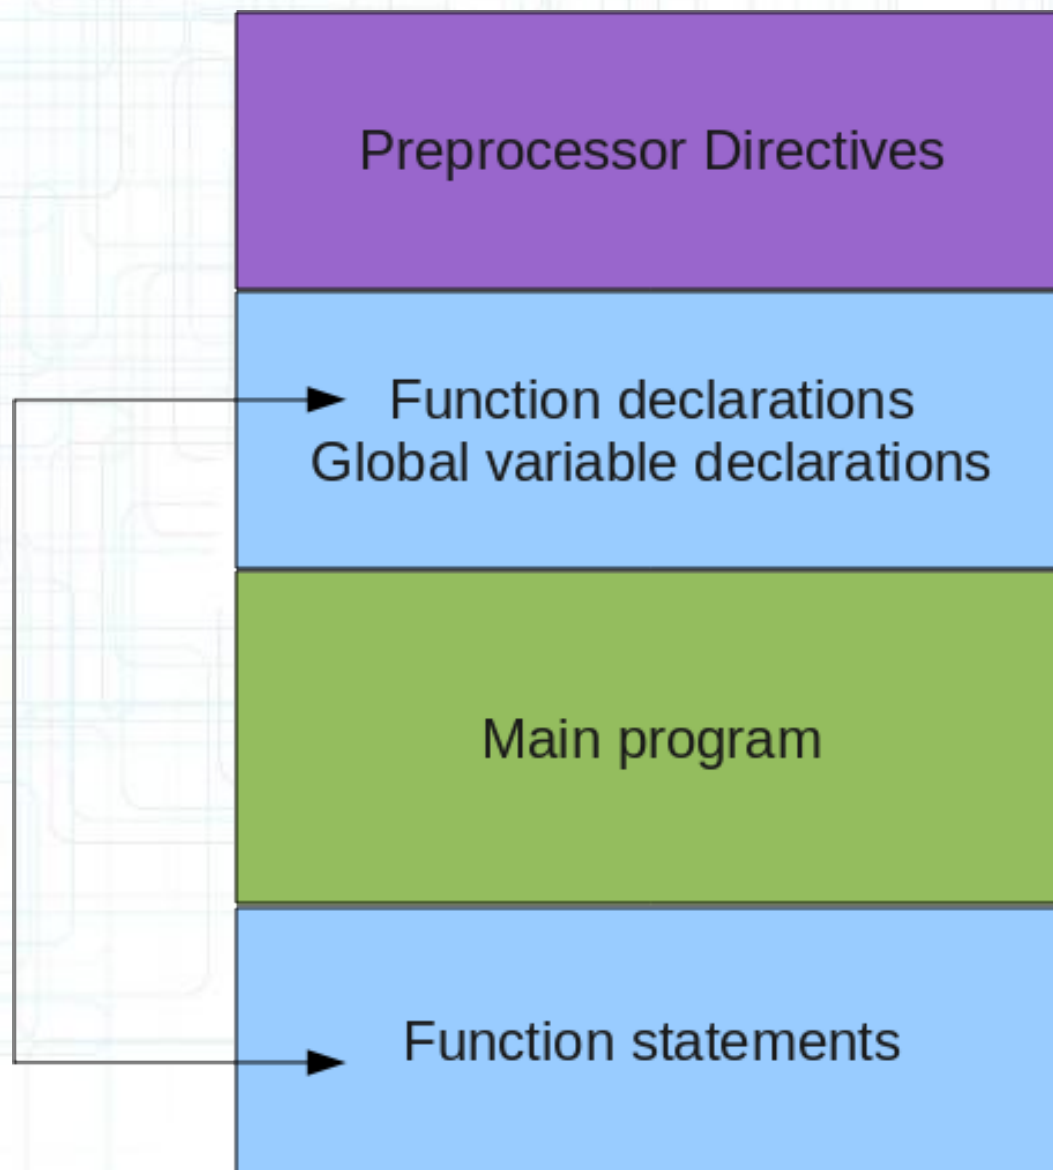 Preprocessor Directives
Function declarations
Global variable declarations
Main program
Function statements